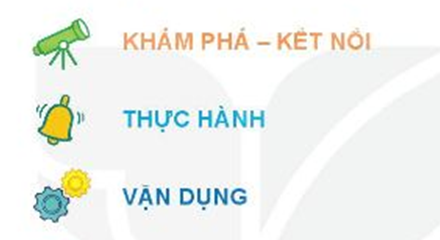 KHÁM PHÁ – KẾT NỐI
THỰC HÀNH
VẬN DỤNG